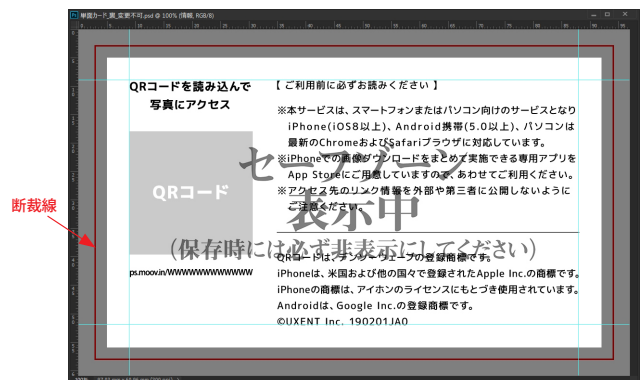 単面カード_裏_変更不可.psd @ 100% (情報, RGB/8)
QRコードを読み込んで
写真にアクセス
QRコード
ps.moov.in/WWWWWWWWWWWW
【 ご利用前に必ずお読みください 】
※本サービスは、スマートフォンまたはパソコン向けのサービスとなり
iPhone(iOS8以上)、Android携帯(5.0以上)、パソコンは
最新のChromeおよびSafariブラウザに対応しています。
※iPhoneでの画像ダウンロードをまとめて実施できる専用アプリを
App Storeにご用意していますので、あわせてご利用ください。
※アクセス先のリンク情報を外部や第三者に公開しないように
ご注意ください。
セーフゾーン
表示中
(保存時には必ず非表示にしてください)
QRコードは、デンソーウェーブの登録商標です。
iPhoneは、米国および他の国々で登録されたApple Inc.の商標です。
iPhoneの商標は、アイホンのライセンスにもとづき使用されています。
Androidは、Google Inc.の登録商標です。
©UXENT Inc. 190201JA0
断裁線